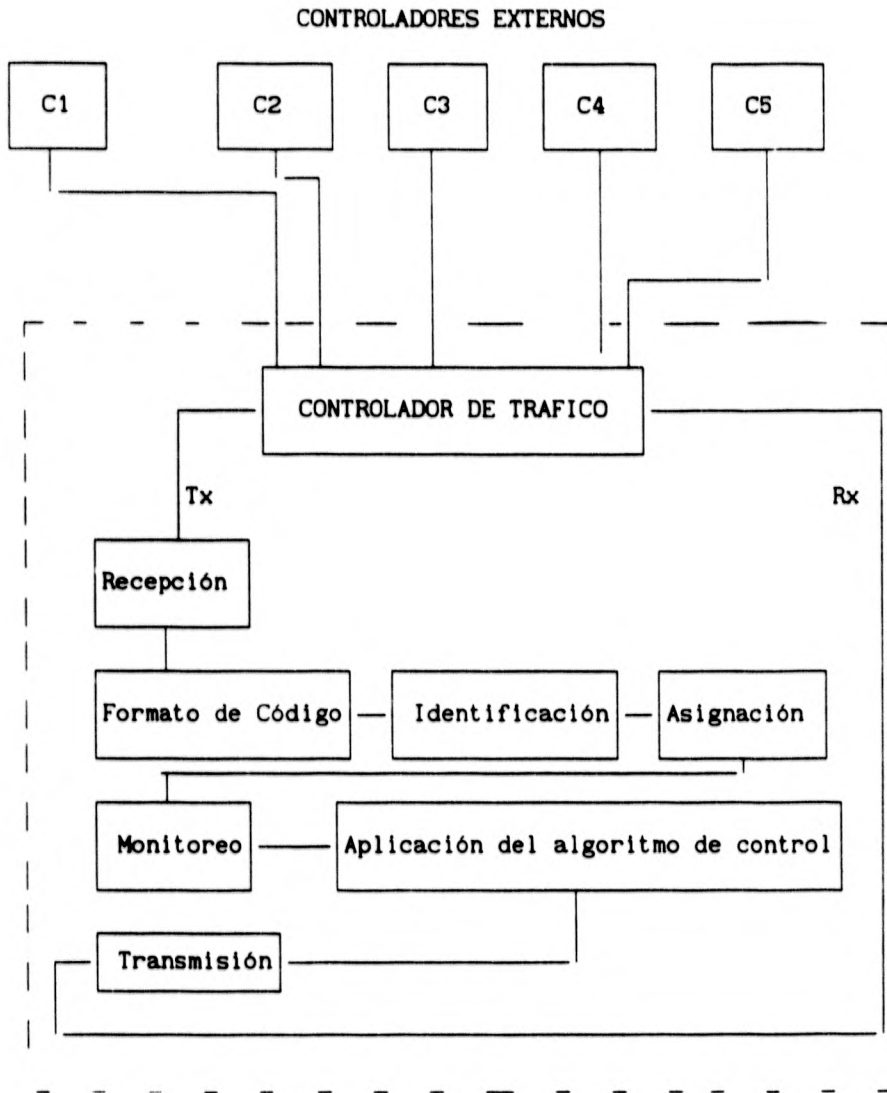 CONTROLADORES EXTERNOS
C1 C2 C3 C4 C5
CONTROLADOR DE TRAFICO
Tx Rx
Recepción
Formato de Código Identificación Asignación
Monitoreo Aplicación del algoritmo de control
Transmisión